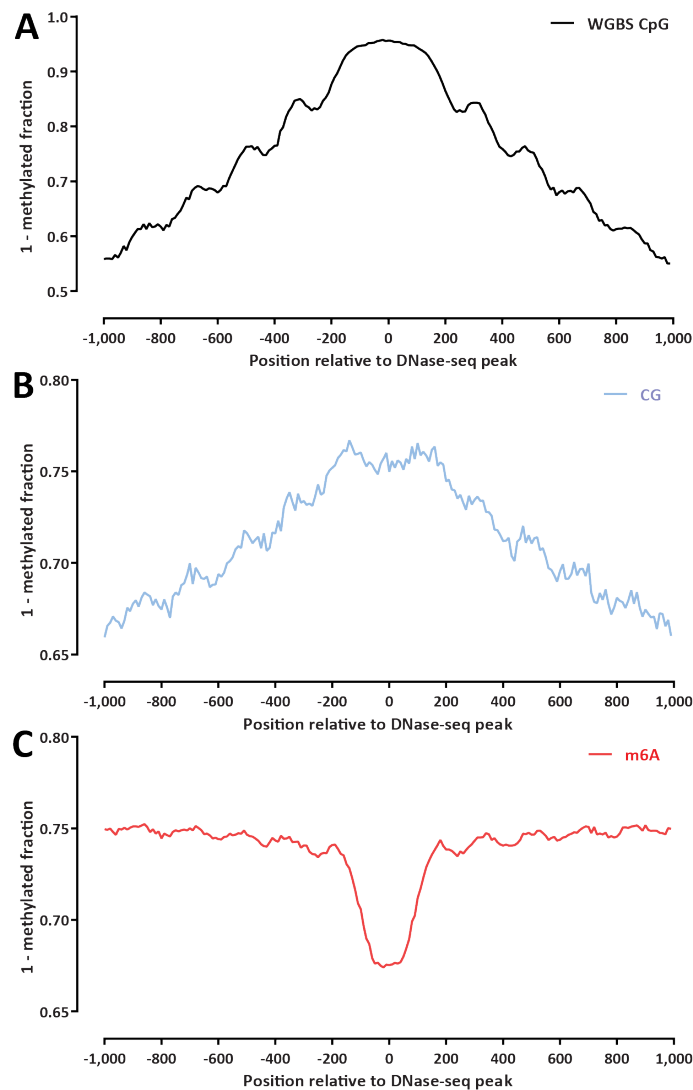 A
WGBS CpG
1 - methylated fraction
1.0
0.9
0.8
0.7
0.6
0.5
-1,000 -800 -600 -400 -200 0 200 400 600 800 1,000
Position relative to DNase-seq peak
B
CG
1 - methylated fraction
0.80
0.75
0.70
0.65
-1,000 -800 -600 -400 -200 0 200 400 600 800 1,000
Position relative to DNase-seq peak
C
m6A
1 - methylated fraction
0.80
0.75
0.70
0.65
-1,000 -800 -600 -400 -200 0 200 400 600 800 1,000
Position relative to DNase-seq peak